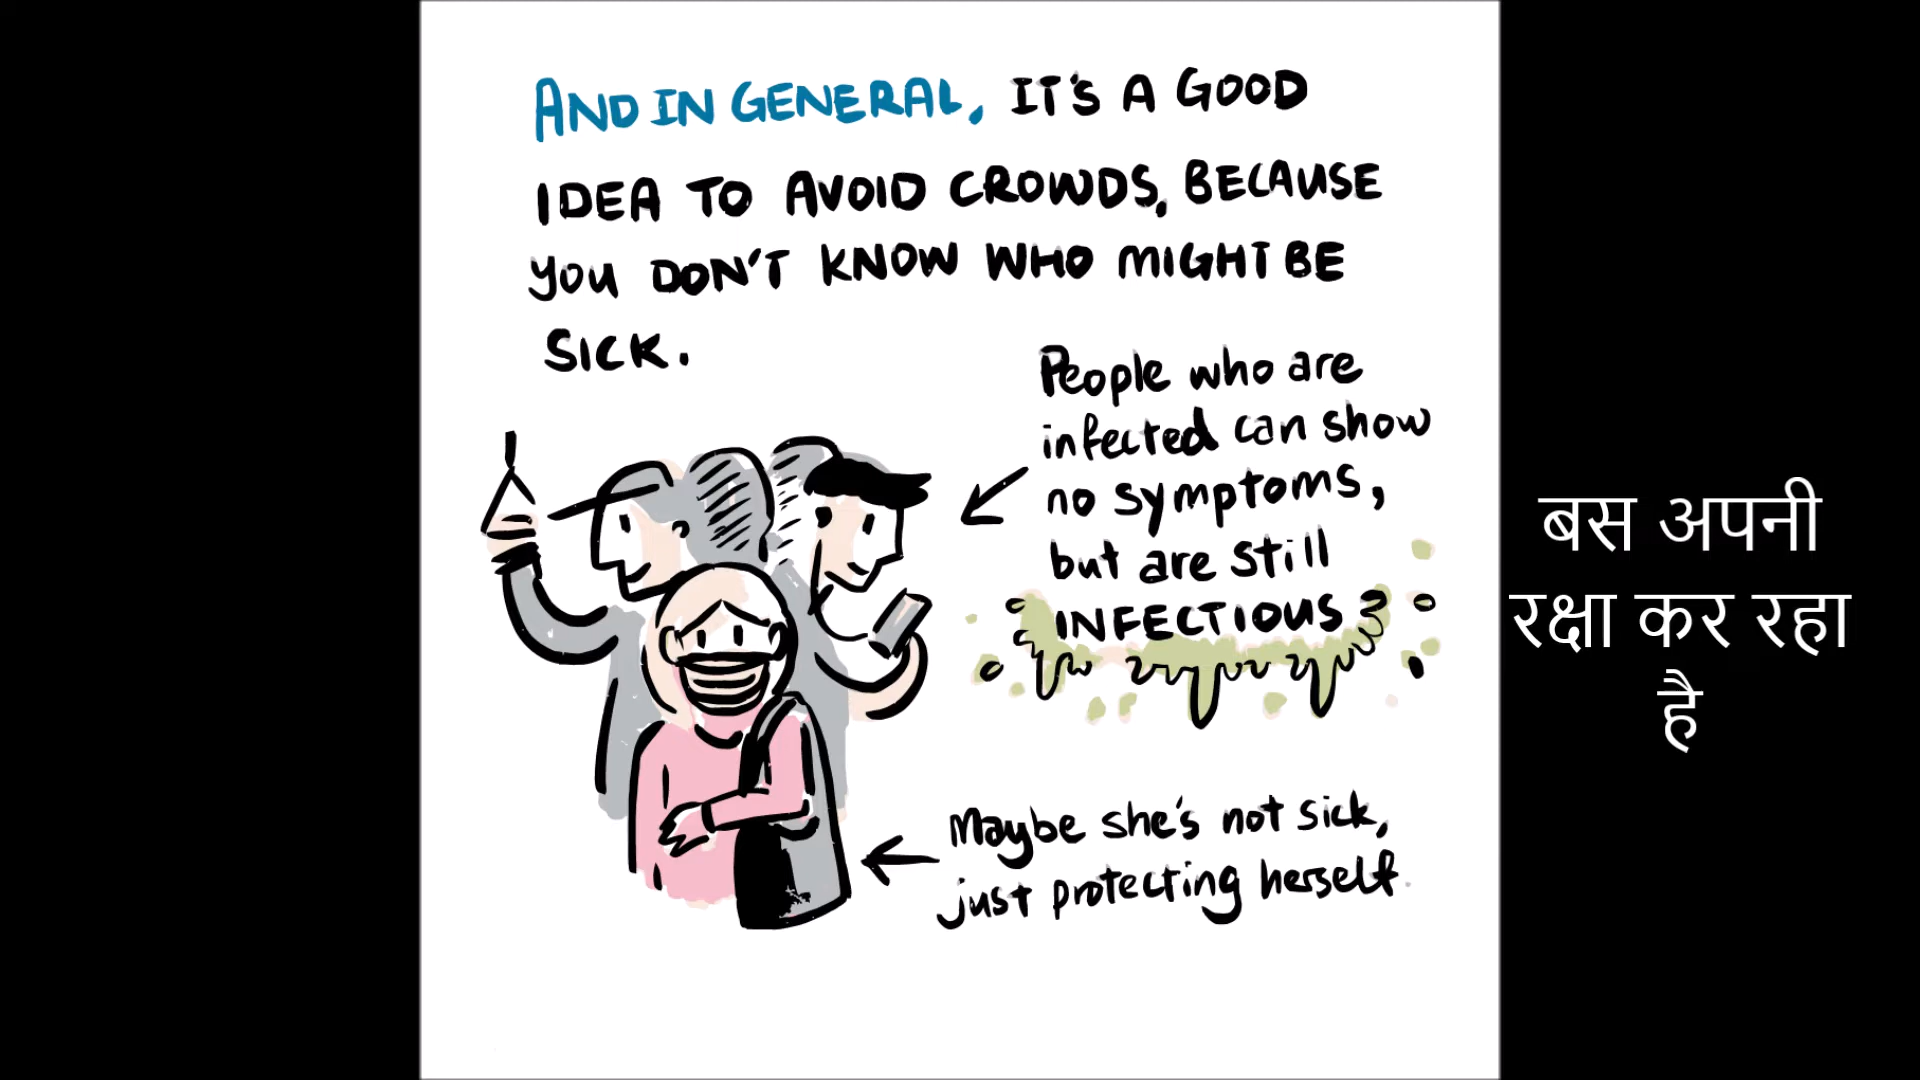 AND IN GENERAL, IT'S A GOOD
IDEA TO AVOID CROWDS, BECAUSE
YOU DON'T KNOW WHO MIGHT BE
SICK.
People who are
infected can show
no symptoms,
but are still
INFECTIOUS
Maybe she's not sick,
just protecting herself.
बस अपनी
रक्षा कर रहा
है